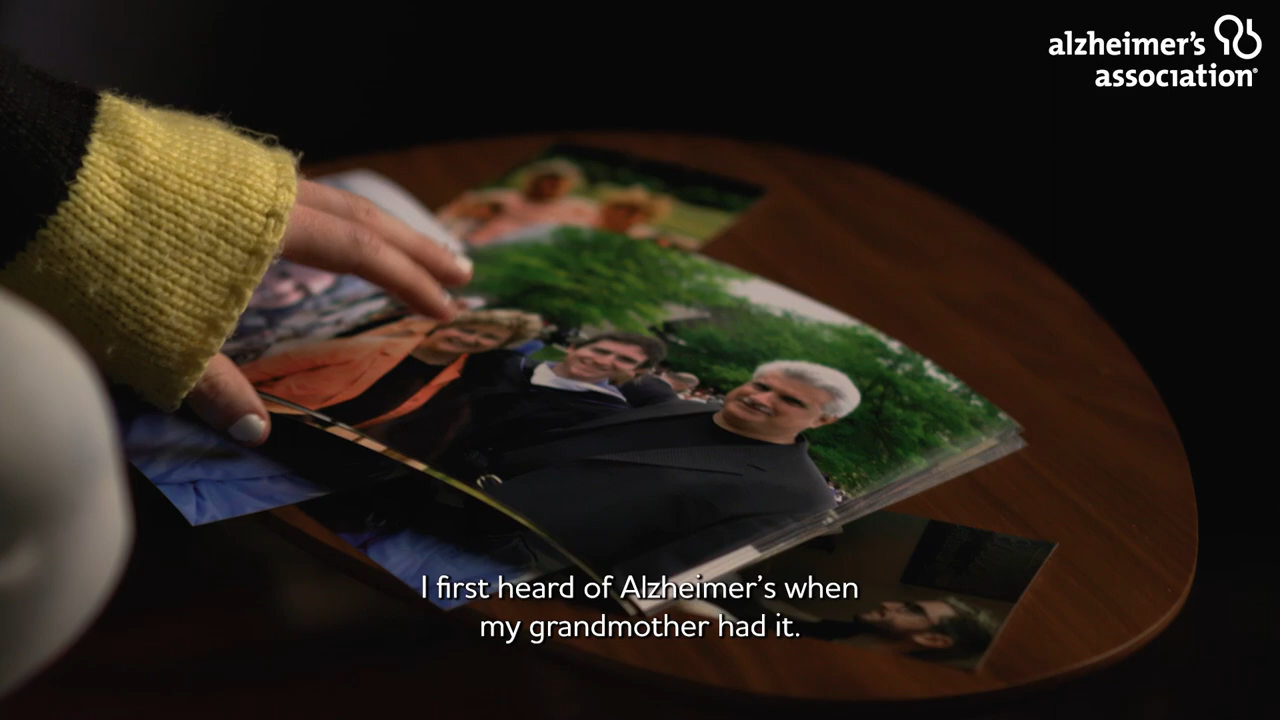 alzheimer's
association®
I first heard of Alzheimer's when
my grandmother had it.